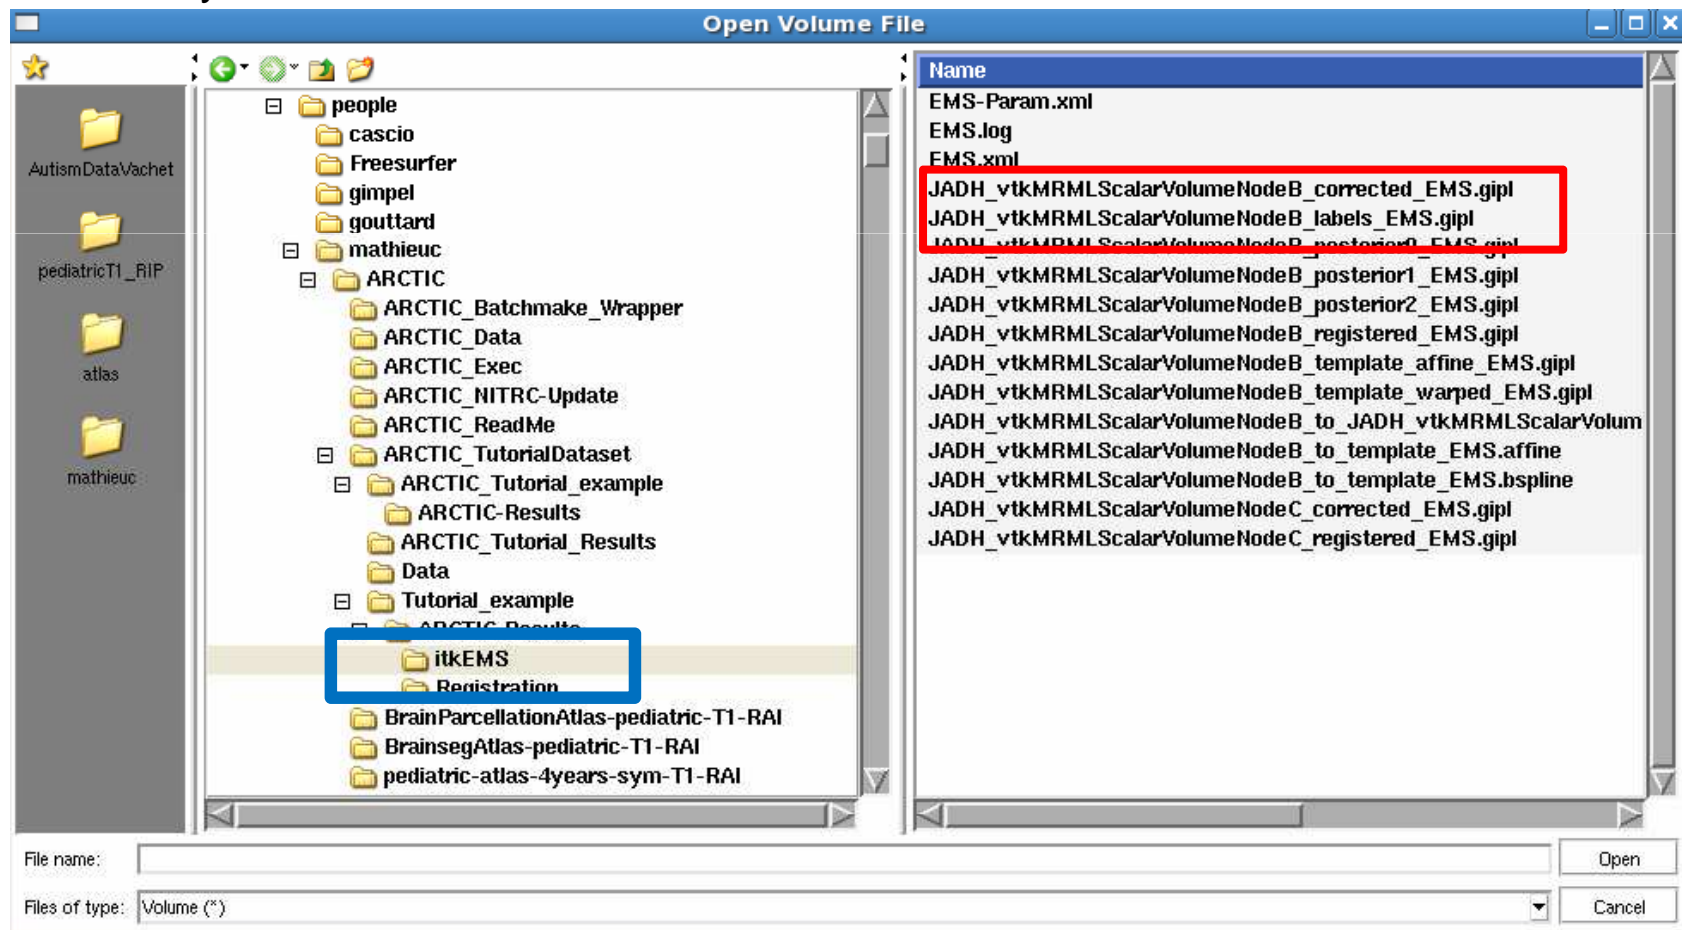 Open Volume File
AutismDataVachet
pediatricT1_RIP
atlas
mathieuc
people
cascio
Freesurfer
gimpel
gouttard
mathieuc
ARCTIC
ARCTIC_Batchmake_Wrapper
ARCTIC_Data
ARCTIC_Exec
ARCTIC_NITRC-Update
ARCTIC_ReadMe
ARCTIC_TutorialDataset
ARCTIC_Tutorial_example
ARCTIC-Results
ARCTIC_Tutorial_Results
Data
Tutorial_example
ARCTIC-Results
itkEMS
Registration
BrainParcellationAtlas-pediatric-T1-RAI
BrainsegAtlas-pediatric-T1-RAI
pediatric-atlas-4years-sym-T1-RAI
Name
EMS-Param.xml
EMS.log
EMS.xml
JADH_vtkMRMLScalarVolumeNodeB_corrected_EMS.gipl
JADH_vtkMRMLScalarVolumeNodeB_labels_EMS.gipl
JADH_vtkMRMLScalarVolumeNodeB_posterior0_EMS.gipl
JADH_vtkMRMLScalarVolumeNodeB_posterior1_EMS.gipl
JADH_vtkMRMLScalarVolumeNodeB_posterior2_EMS.gipl
JADH_vtkMRMLScalarVolumeNodeB_registered_EMS.gipl
JADH_vtkMRMLScalarVolumeNodeB_template_affine_EMS.gipl
JADH_vtkMRMLScalarVolumeNodeB_template_warped_EMS.gipl
JADH_vtkMRMLScalarVolumeNodeB_to_JADH_vtkMRMLScalarVolum
JADH_vtkMRMLScalarVolumeNodeB_to_template_EMS.affine
JADH_vtkMRMLScalarVolumeNodeB_to_template_EMS.bspline
JADH_vtkMRMLScalarVolumeNodeC_corrected_EMS.gipl
JADH_vtkMRMLScalarVolumeNodeC_registered_EMS.gipl
File name:
Open
Files of type: Volume (*)
Cancel